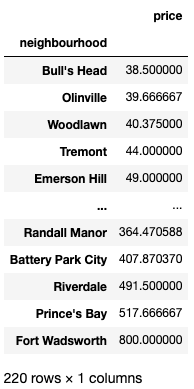 price
neighbourhood
Bull's Head 38.500000
Olinville 39.666667
Woodlawn 40.375000
Tremont 44.000000
Emerson Hill 49.000000
... ...
Randall Manor 364.470588
Battery Park City 407.870370
Riverdale 491.500000
Prince's Bay 517.666667
Fort Wadsworth 800.000000
220 rows × 1 columns